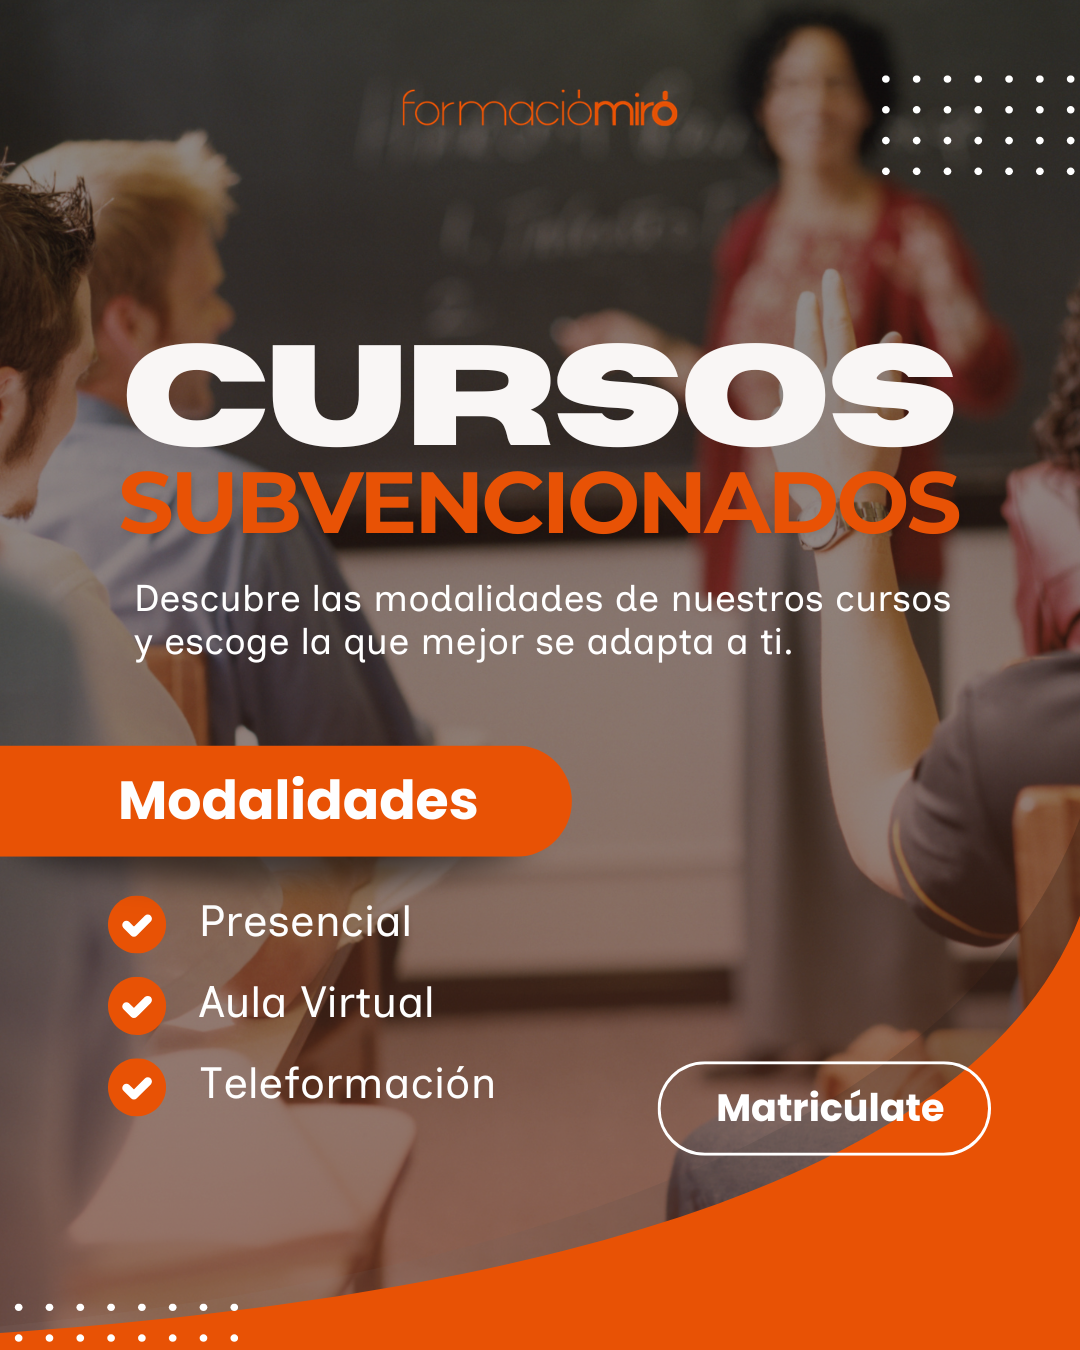 formaciómiró
CURSOS
SUBVENCIONADOS
Descubre las modalidades de nuestros cursos
y escoge la que mejor se adapta a ti.
Modalidades
Presencial
Aula Virtual
Teleformación
Matricúlate